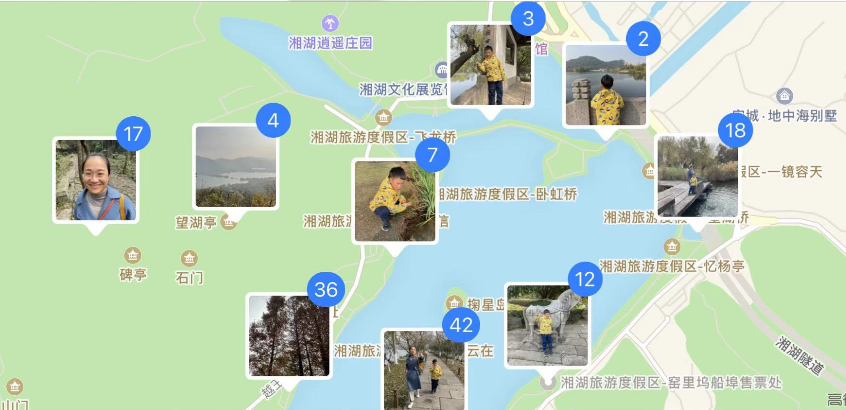 3
2
湘湖逍遥庄园
馆
湘湖文化展览馆
宋城·地中海别墅
17
4
18
湘湖旅游度假区-飞龙桥
7
区-一镜容天
湘湖旅游度假区-卧虹桥
望湖亭
湘湖旅
信
湘湖旅游度假
湖桥
碑亭
石门
湘湖旅游度假区-忆杨亭
36
12
掬星岛
42
湘湖旅
云在
湘湖隧道
湘湖旅游度假区-窑里坞船埠售票处
越王
山门
高德